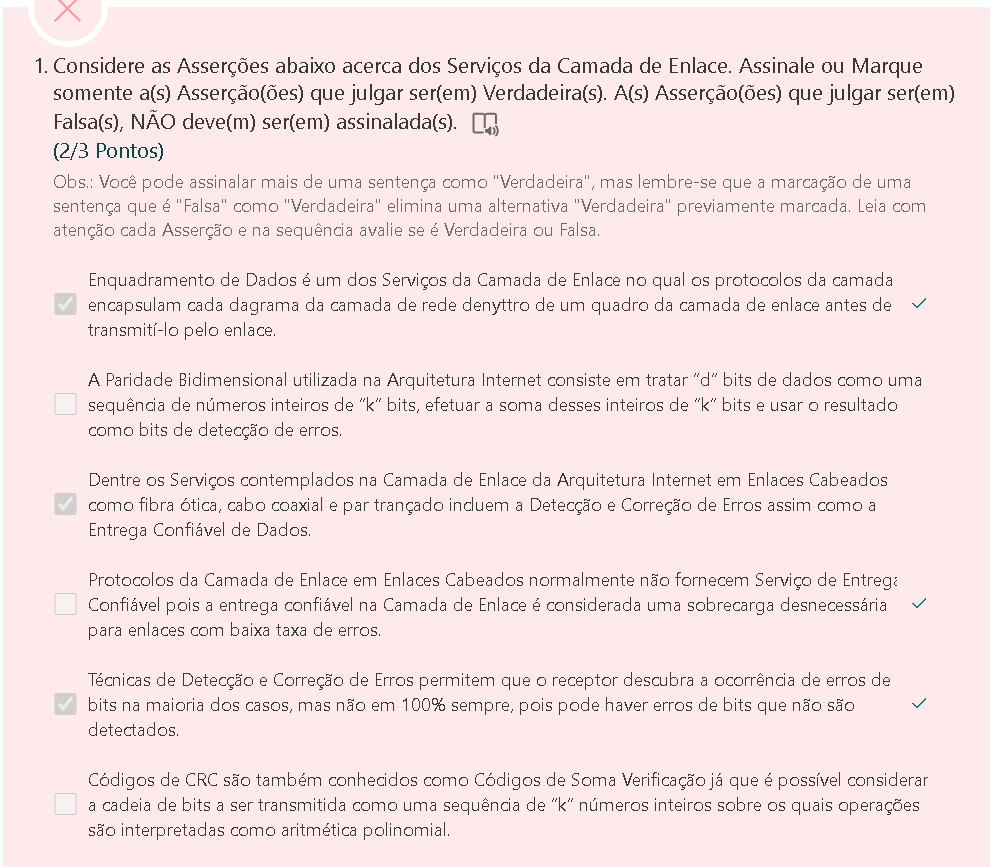 1. Considere as Asserções abaixo acerca dos Serviços da Camada de Enlace. Assinale ou Marque
somente a(s) Asserção(ões) que julgar ser(em) Verdadeira(s). A(s) Asserção(ões) que julgar ser(em)
Falsa(s), NÃO deve(m) ser(em) assinalada(s).
(2/3 Pontos)
Obs.: Você pode assinalar mais de uma sentença como "Verdadeira", mas lembre-se que a marcação de uma
sentença que é "Falsa" como "Verdadeira" elimina uma alternativa "Verdadeira" previamente marcada. Leia com
atenção cada Asserção e na sequência avalie se é Verdadeira ou Falsa.
Enquadramento de Dados é um dos Serviços da Camada de Enlace no qual os protocolos da camada
encapsulam cada dagrama da camada de rede denyttro de um quadro da camada de enlace antes de
transmití-lo pelo enlace.
A Paridade Bidimensional utilizada na Arquitetura Internet consiste em tratar “d” bits de dados como uma
sequência de números inteiros de “k” bits, efetuar a soma desses inteiros de “k” bits e usar o resultado
como bits de detecção de erros.
Dentre os Serviços contemplados na Camada de Enlace da Arquitetura Internet em Enlaces Cabeados
como fibra ótica, cabo coaxial e par trançado incluem a Detecção e Correção de Erros assim como a
Entrega Confiável de Dados.
Protocolos da Camada de Enlace em Enlaces Cabeados normalmente não fornecem Serviço de Entrega
Confiável pois a entrega confiável na Camada de Enlace é considerada uma sobrecarga desnecessária
para enlaces com baixa taxa de erros.
Técnicas de Detecção e Correção de Erros permitem que o receptor descubra a ocorrência de erros de
bits na maioria dos casos, mas não em 100% sempre, pois pode haver erros de bits que não são
detectados.
Códigos de CRC são também conhecidos como Códigos de Soma Verificação já que é possível considerar
a cadeia de bits a ser transmitida como uma sequência de “k” números inteiros sobre os quais operações
são interpretadas como aritmética polinomial.